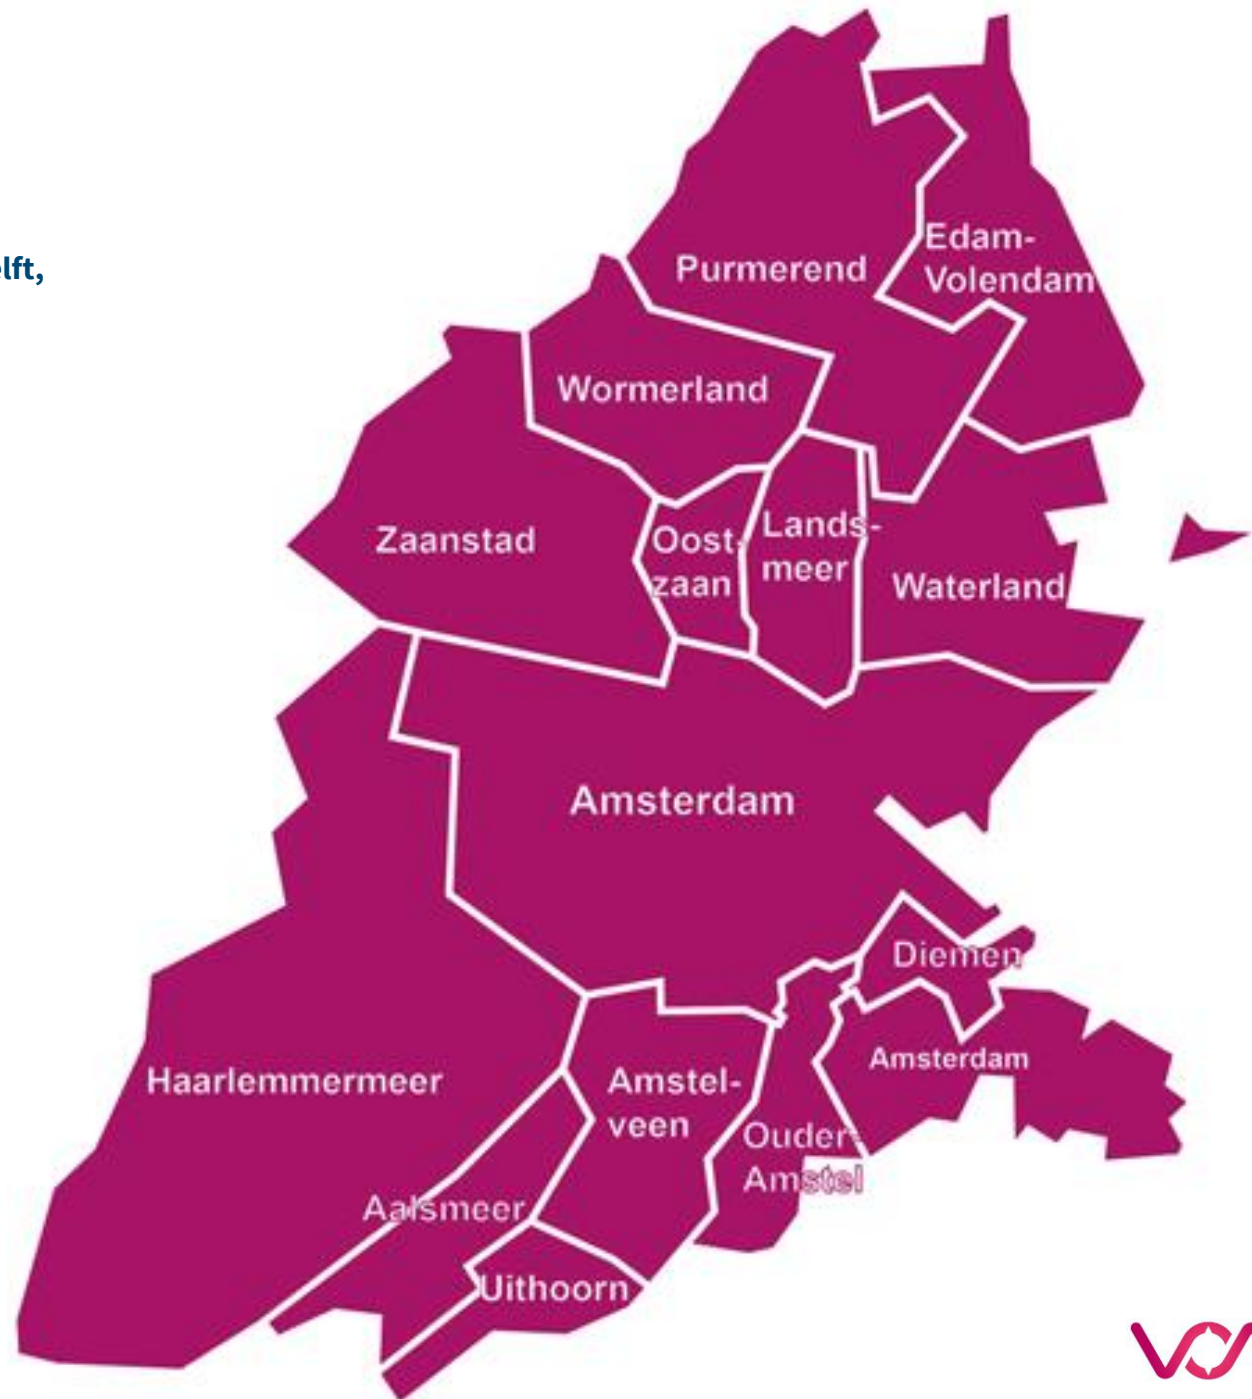 elft,
Edam-
Volendam
Purmerend
Wormerland
Zaanstad
Oost-
zaan
Lands-
meer
Waterland
Amsterdam
Diemen
Amsterdam
Haarlemmermeer
Amstel-
veen
Ouder-
Amstel
Aalsmeer
Uithoorn